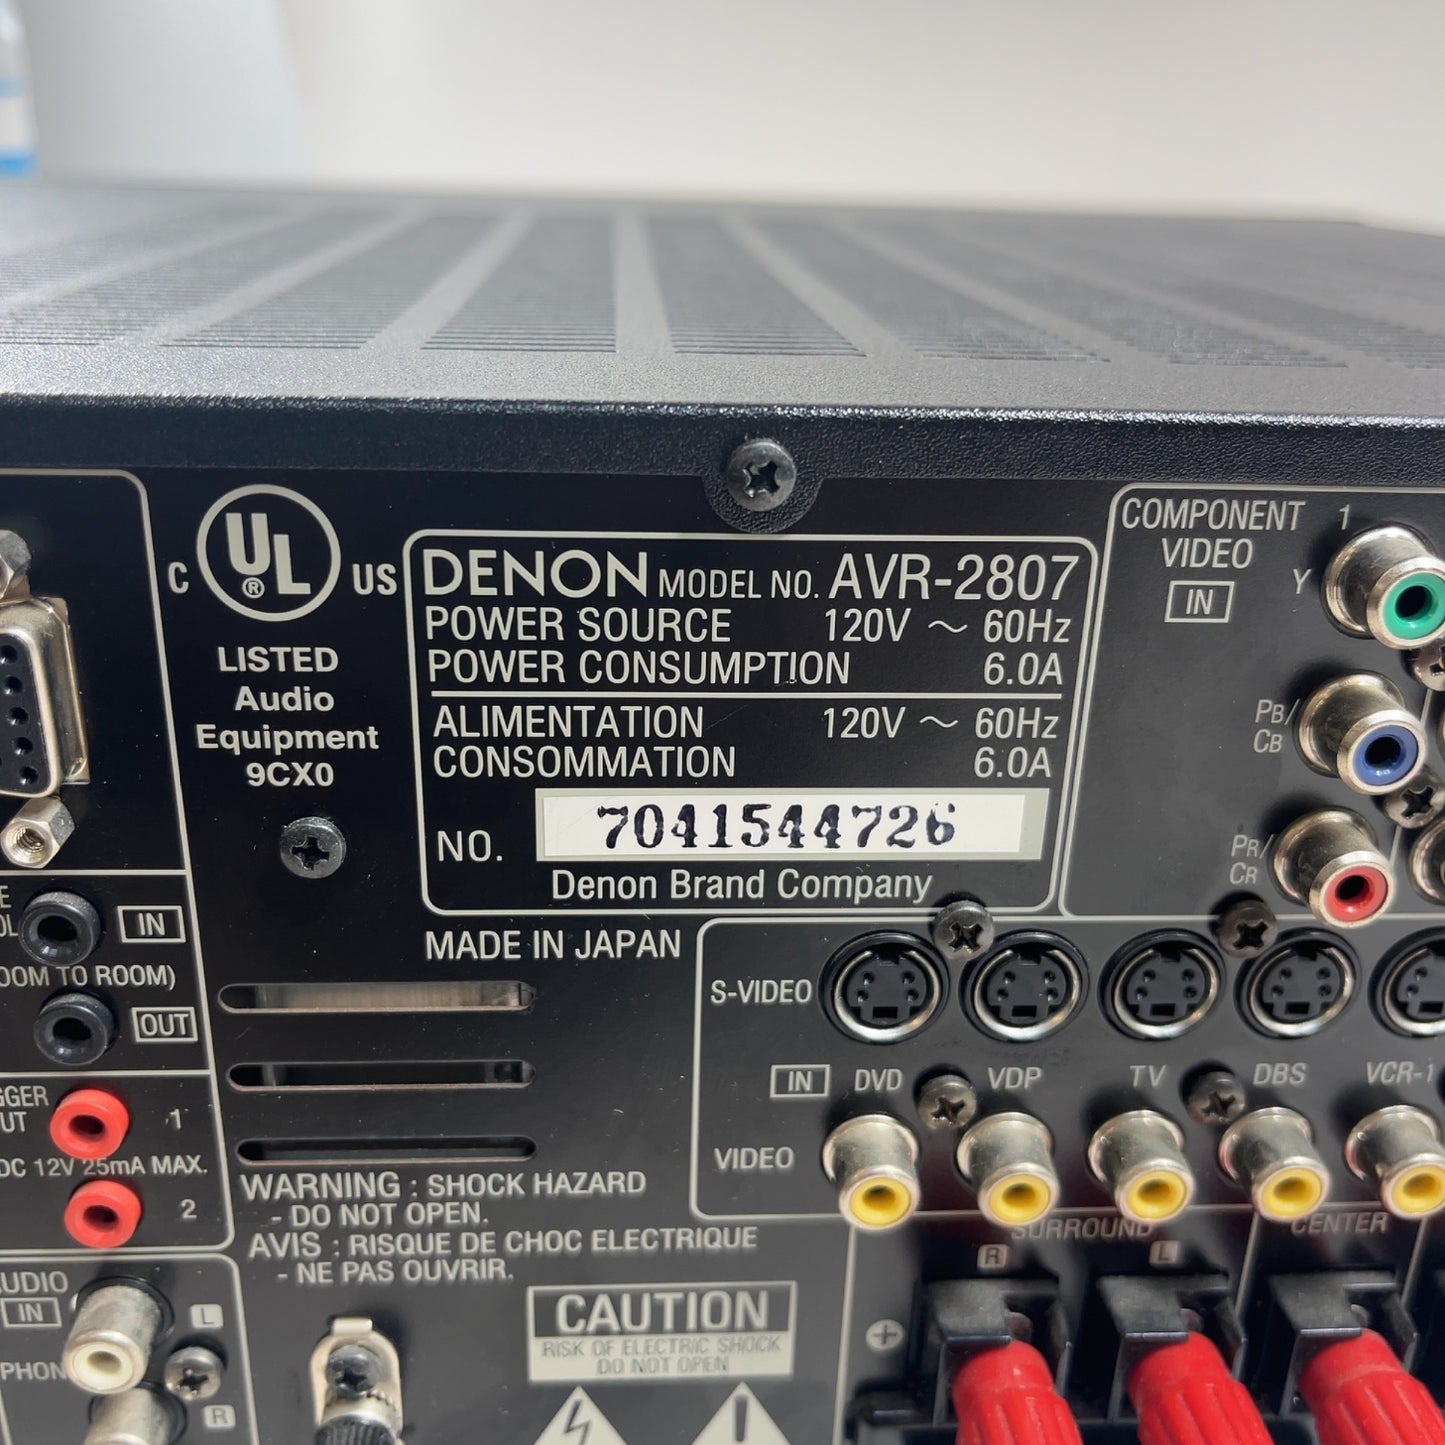 C UL ® US
LISTED
Audio
Equipment
9CX0
DENON MODEL NO. AVR-2807
POWER SOURCE 120V ~ 60Hz
POWER CONSUMPTION 6.0A
ALIMENTATION 120V ~ 60Hz
CONSOMMATION 6.0A
NO. 7041544726
Denon Brand Company
MADE IN JAPAN
COMPONENT 1
VIDEO
IN
Y
PB/
CB
PR/
CR
IN
OOM TO ROOM)
OUT
GGER
UT
1
DC 12V 25mA MAX.
2
S-VIDEO
IN DVD VDP TV DBS VCR-1
VIDEO
WARNING : SHOCK HAZARD
- DO NOT OPEN.
AVIS : RISQUE DE CHOC ELECTRIQUE
- NE PAS OUVRIR.
CAUTION
RISK OF ELECTRIC SHOCK
DO NOT OPEN
SURROUND CENTER
R L
+
AUDIO
IN
L
PHON
R